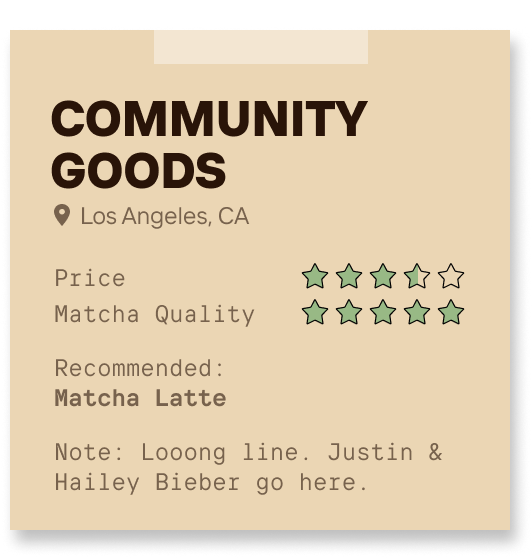 COMMUNITY
GOODS
Los Angeles, CA
Price
Matcha Quality
Recommended:
Matcha Latte
Note: Looong line. Justin &
Hailey Bieber go here.